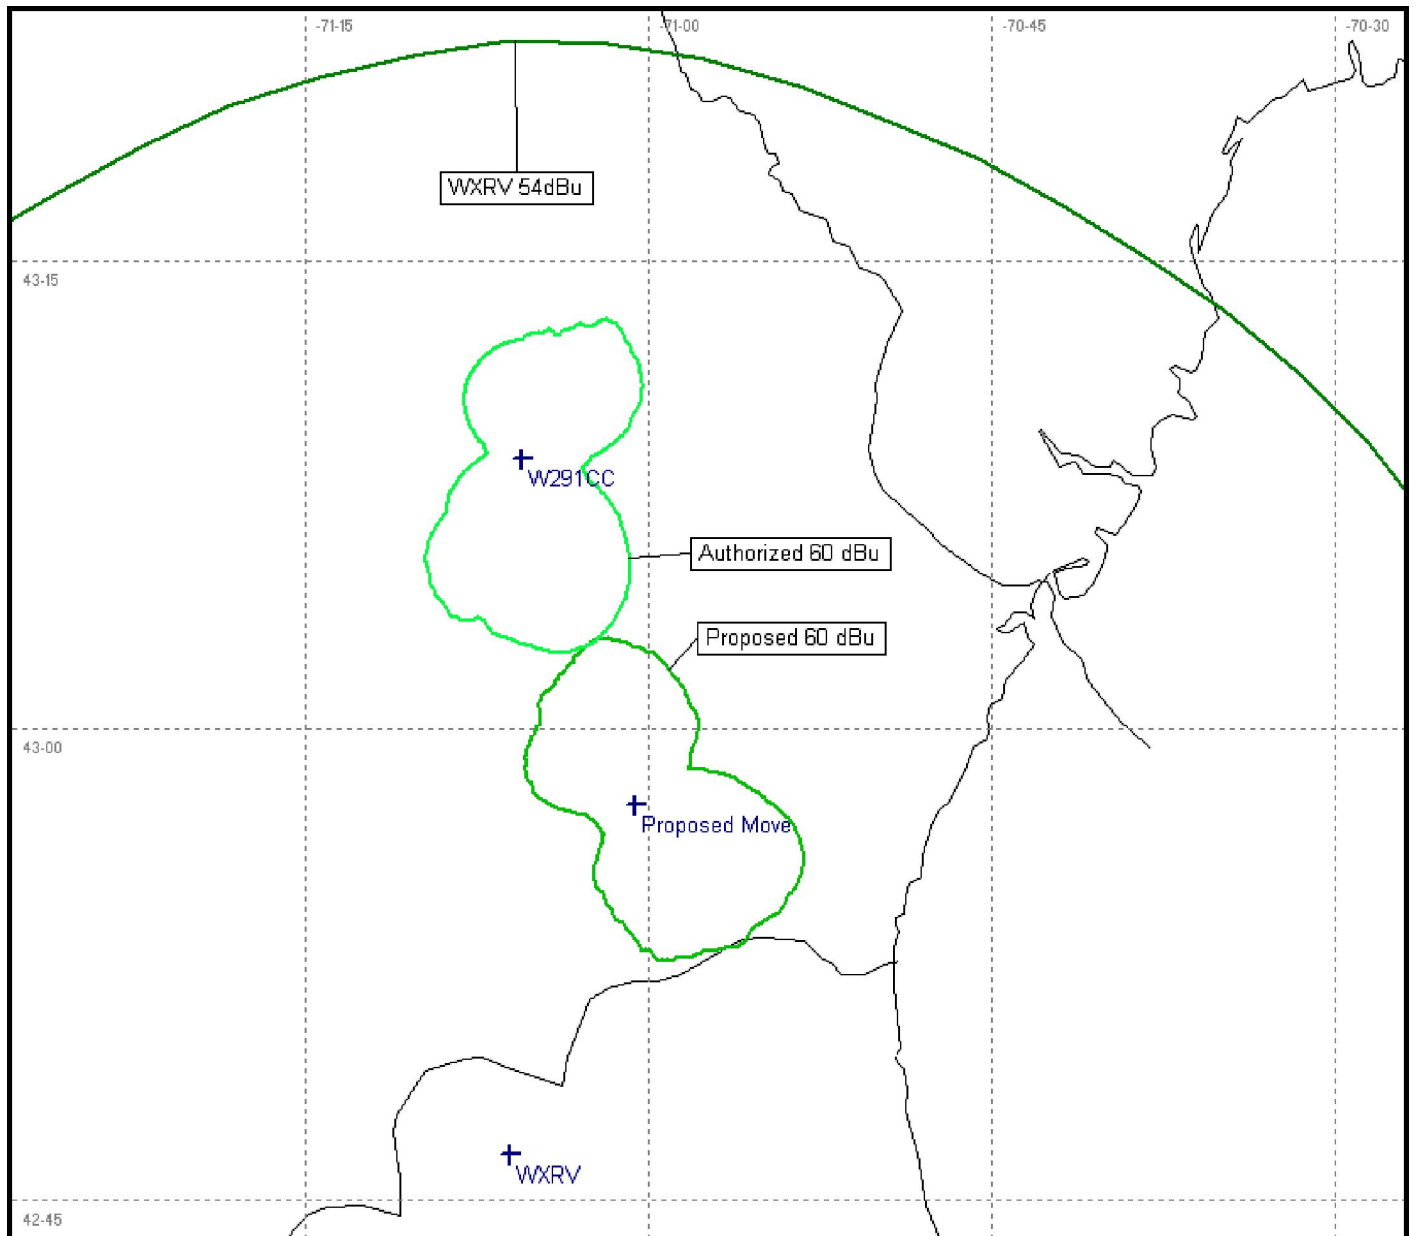 -71-15
-71-00
-70-45
-70-30
WXRV 54dBu
43-15
W291CC
Authorized 60 dBu
Proposed 60 dBu
43-00
Proposed Move
WXRV
42-45